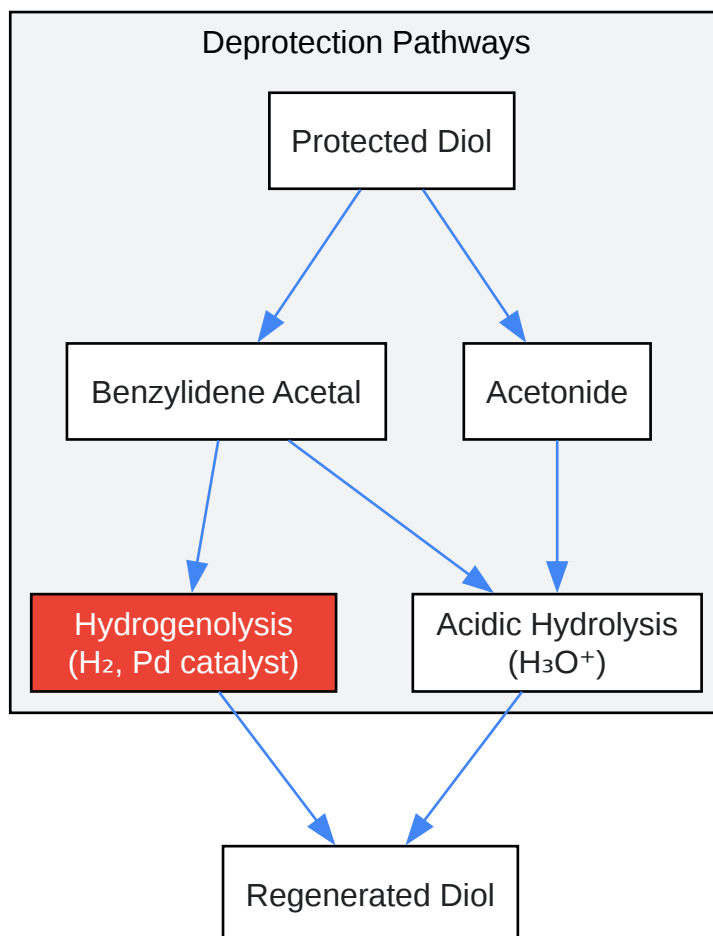 Deprotection Pathways
Protected Diol
Benzylidene Acetal
Acetonide
Hydrogenolysis
(H₂, Pd catalyst)
Acidic Hydrolysis
(H₃O⁺)
Regenerated Diol